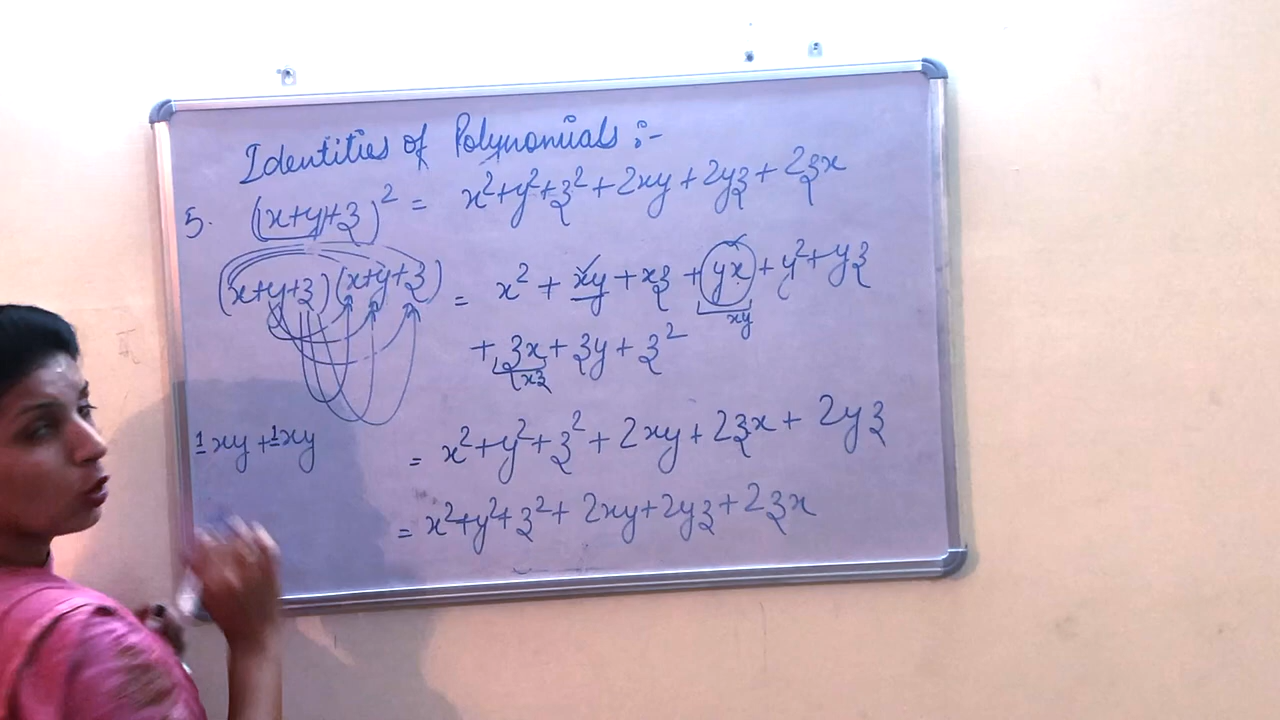 Identities of Polynomials :-
5. (x+y+z)² = x²+y²+z²+2xy+2yz+2zx
(x+y+z)(x+y+z) = x² + xy + xz + yx + y² + yz
xy
+ zx + zy + z²
xz
1xy + 1xy
= x²+y²+z²+2xy+2zx+2yz
= x²+y²+z²+2xy+2yz+2zx